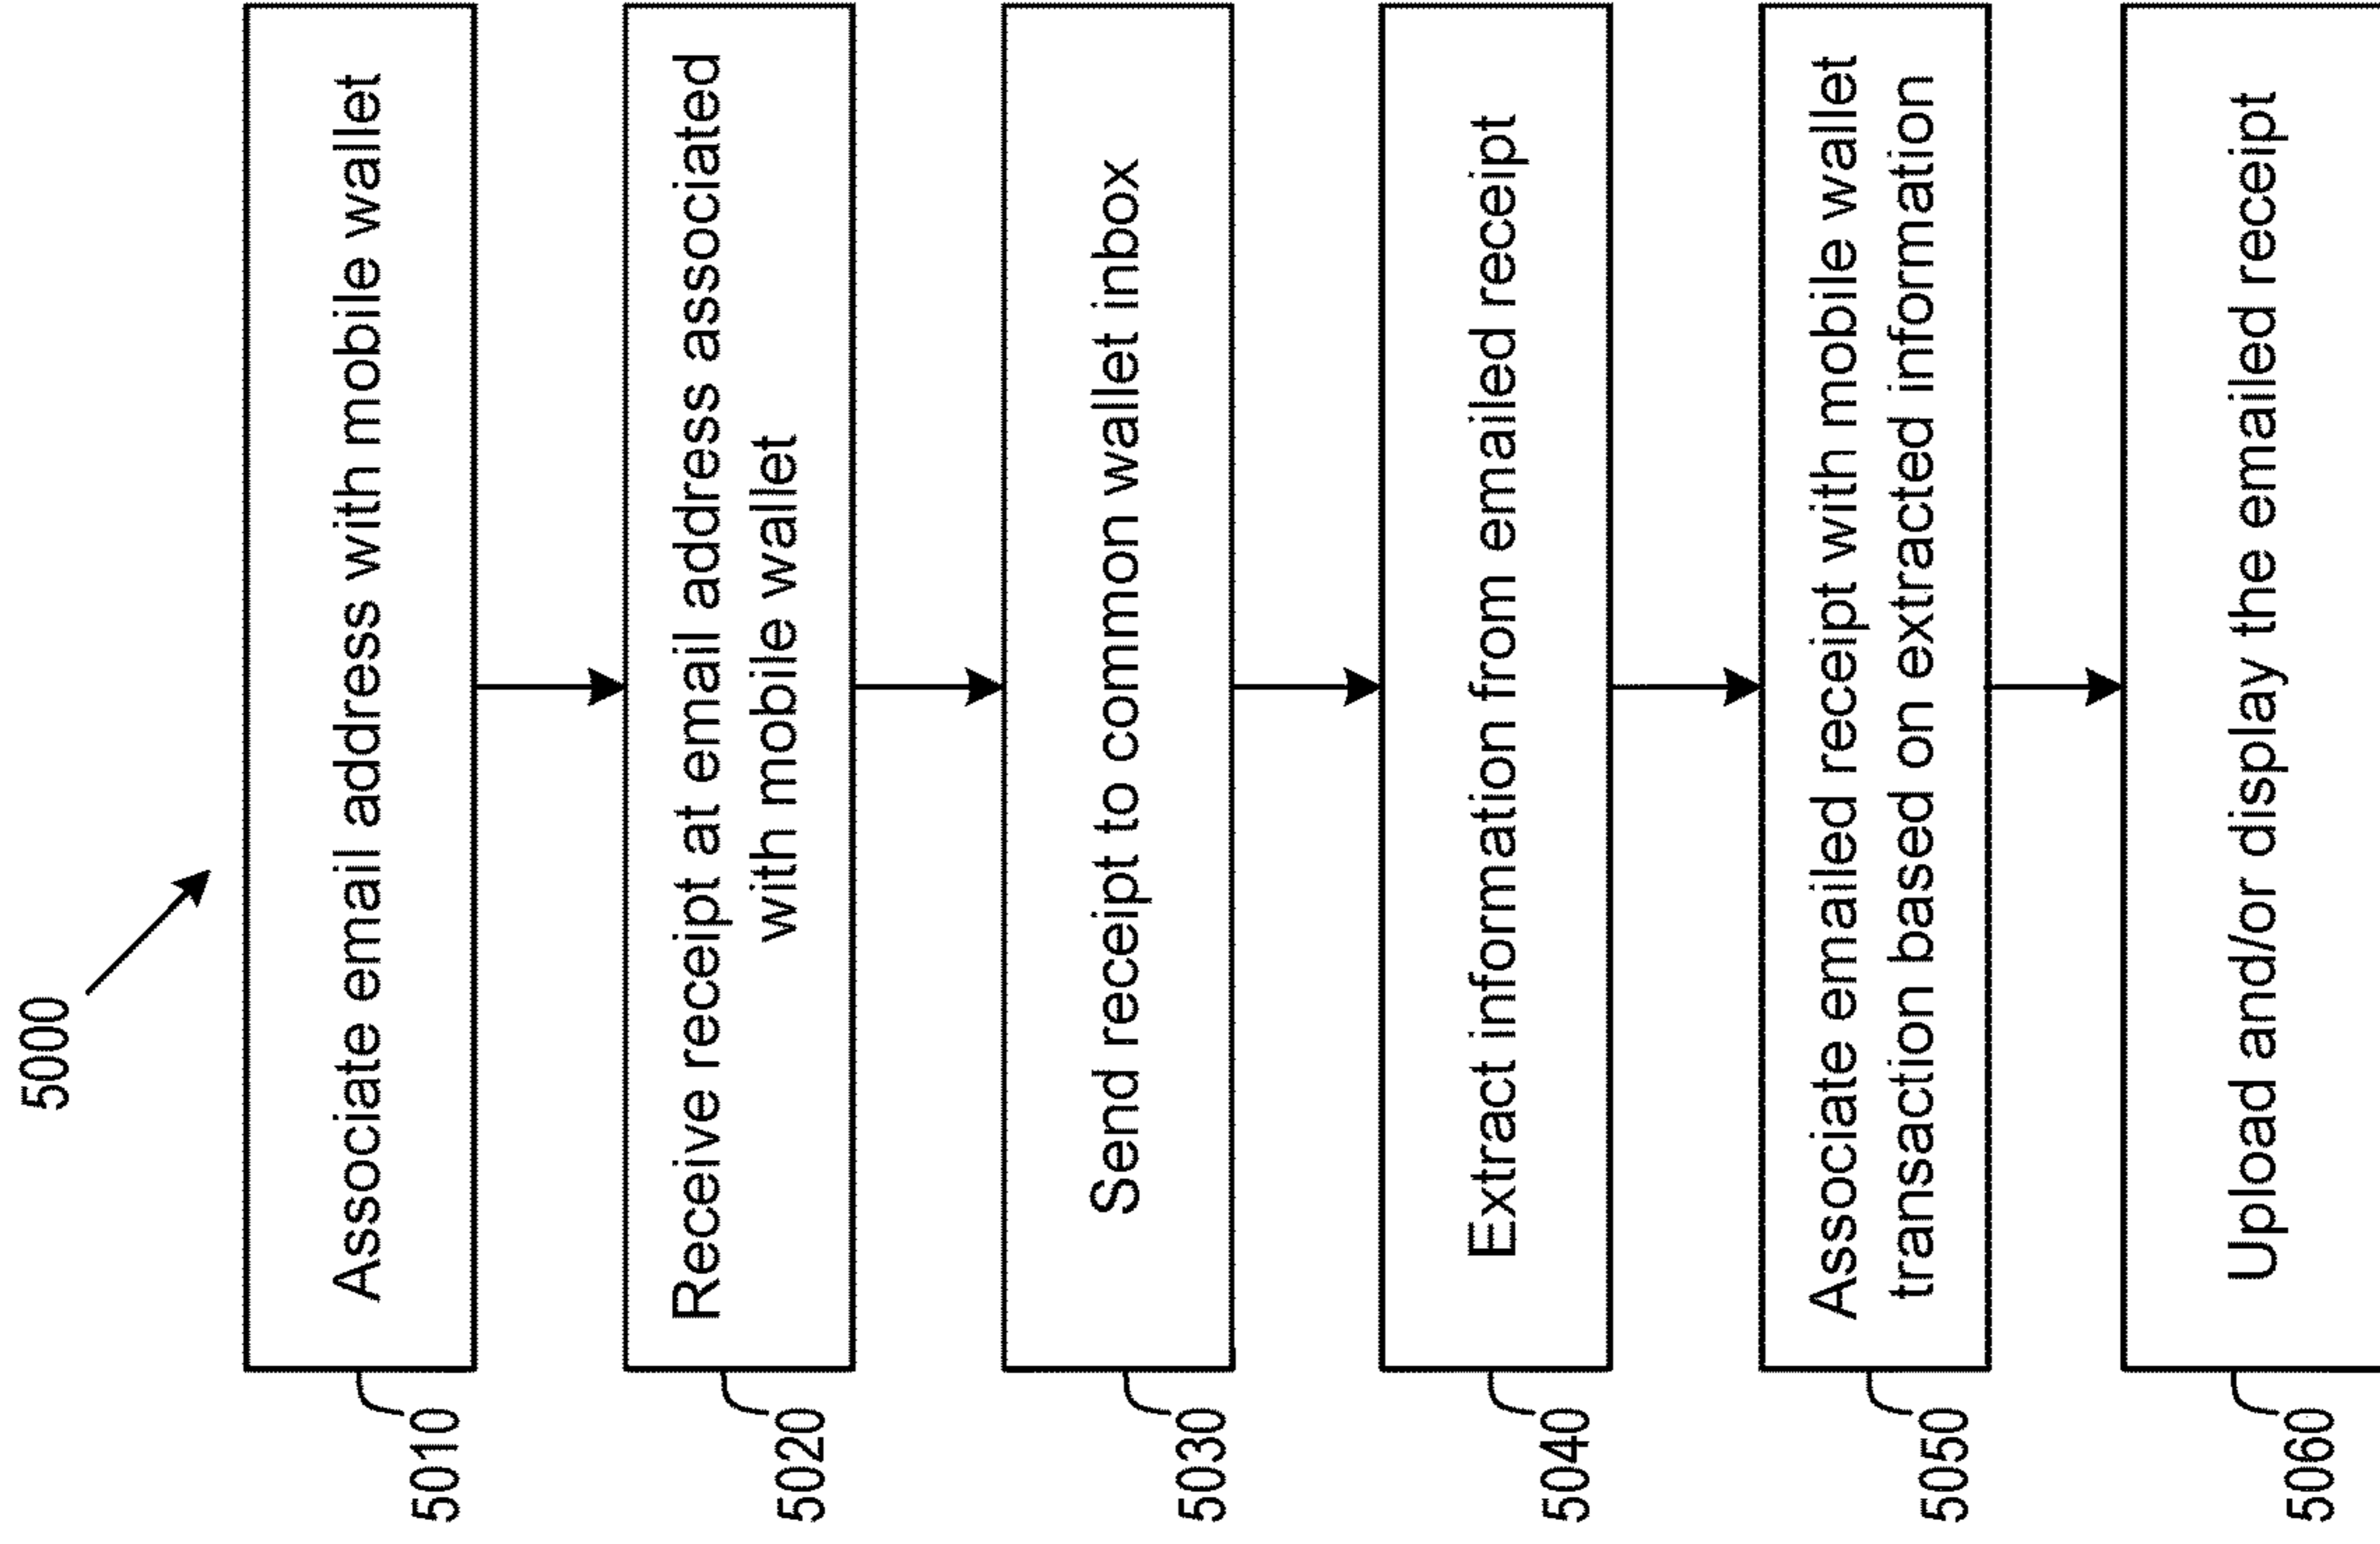 5000
Associate email address with mobile wallet
5010
Receive receipt at email address associated
with mobile wallet
5020
Send receipt to common wallet inbox
5030
Extract information from emailed receipt
5040
Associate emailed receipt with mobile wallet
transaction based on extracted information
5050
Upload and/or display the emailed receipt
5060